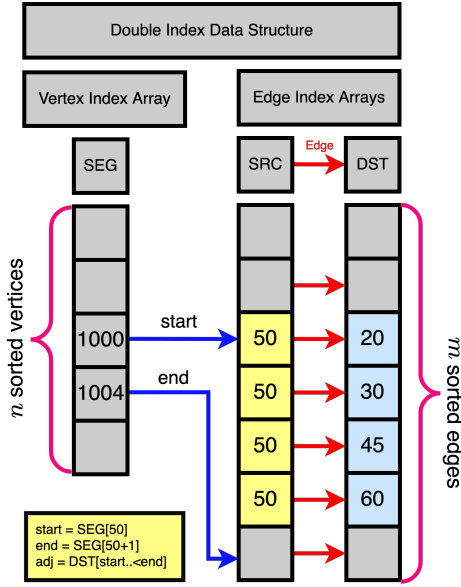 Double Index Data Structure
Vertex Index Array
Edge Index Arrays
SEG
SRC
Edge
DST
n sorted vertices
1000
1004
start
end
50
20
50
30
50
45
50
60
m sorted edges
start = SEG[50]
end = SEG[50+1]
adj = DST[start..<end]